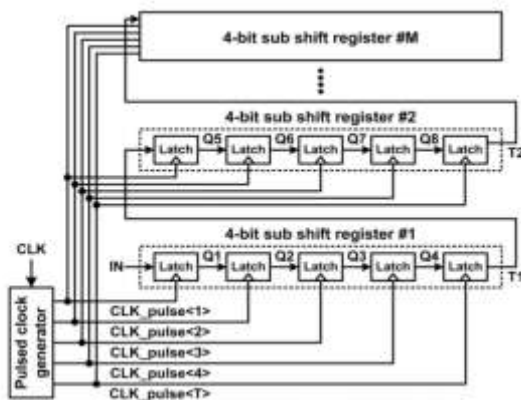 4-bit sub shift register #M
4-bit sub shift register #2
Q5 Q6 Q7 Q8
Latch Latch Latch Latch Latch
T2
4-bit sub shift register #1
CLK
IN Q1 Q2 Q3 Q4
Latch Latch Latch Latch Latch
T1
Pulsed clock
generator
CLK_pulse<1>
CLK_pulse<2>
CLK_pulse<3>
CLK_pulse<4>
CLK_pulse<T>